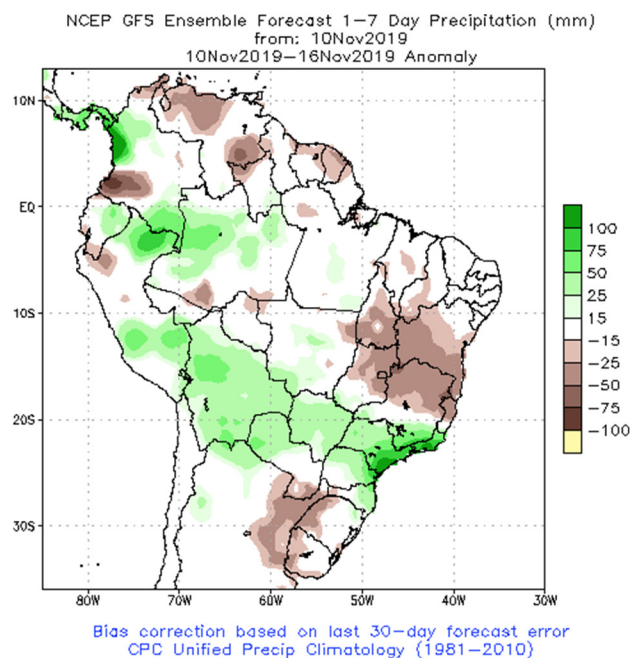 NCEP GFS Ensemble Forecast 1–7 Day Precipitation (mm)
from: 10Nov2019
10Nov2019–16Nov2019 Anomaly
10N
EQ
10S
20S
30S
80W 70W 60W 50W 40W 30W
100
75
50
25
15
−15
−25
−50
−75
−100
Bias correction based on last 30−day forecast error
CPC Unified Precip Climatology (1981−2010)